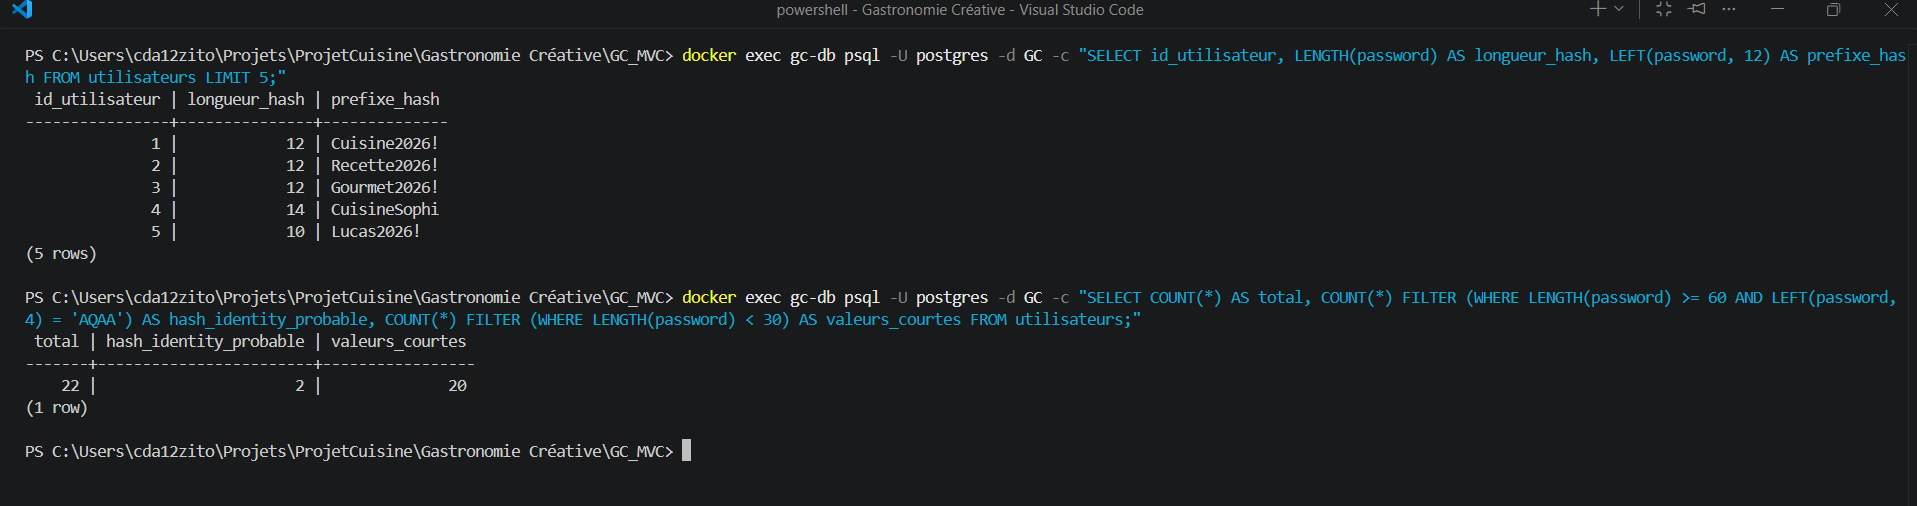 powershell - Gastronomie Créative - Visual Studio Code
PS C:\Users\cda12zito\Projets\ProjetCuisine\Gastronomie Créative\GC_MVC> docker exec gc-db psql -U postgres -d GC -c "SELECT id_utilisateur, LENGTH(password) AS longueur_hash, LEFT(password, 12) AS prefixe_has
h FROM utilisateurs LIMIT 5;"
id_utilisateur | longueur_hash | prefixe_hash
----------------+---------------+--------------
1 | 12 | Cuisine2026!
2 | 12 | Recette2026!
3 | 12 | Gourmet2026!
4 | 14 | CuisineSophi
5 | 10 | Lucas2026!
(5 rows)
PS C:\Users\cda12zito\Projets\ProjetCuisine\Gastronomie Créative\GC_MVC> docker exec gc-db psql -U postgres -d GC -c "SELECT COUNT(*) AS total, COUNT(*) FILTER (WHERE LENGTH(password) >= 60 AND LEFT(password,
4) = 'AQAA') AS hash_identity_probable, COUNT(*) FILTER (WHERE LENGTH(password) < 30) AS valeurs_courtes FROM utilisateurs;"
total | hash_identity_probable | valeurs_courtes
-------+------------------------+-----------------
22 | 2 | 20
(1 row)
PS C:\Users\cda12zito\Projets\ProjetCuisine\Gastronomie Créative\GC_MVC>